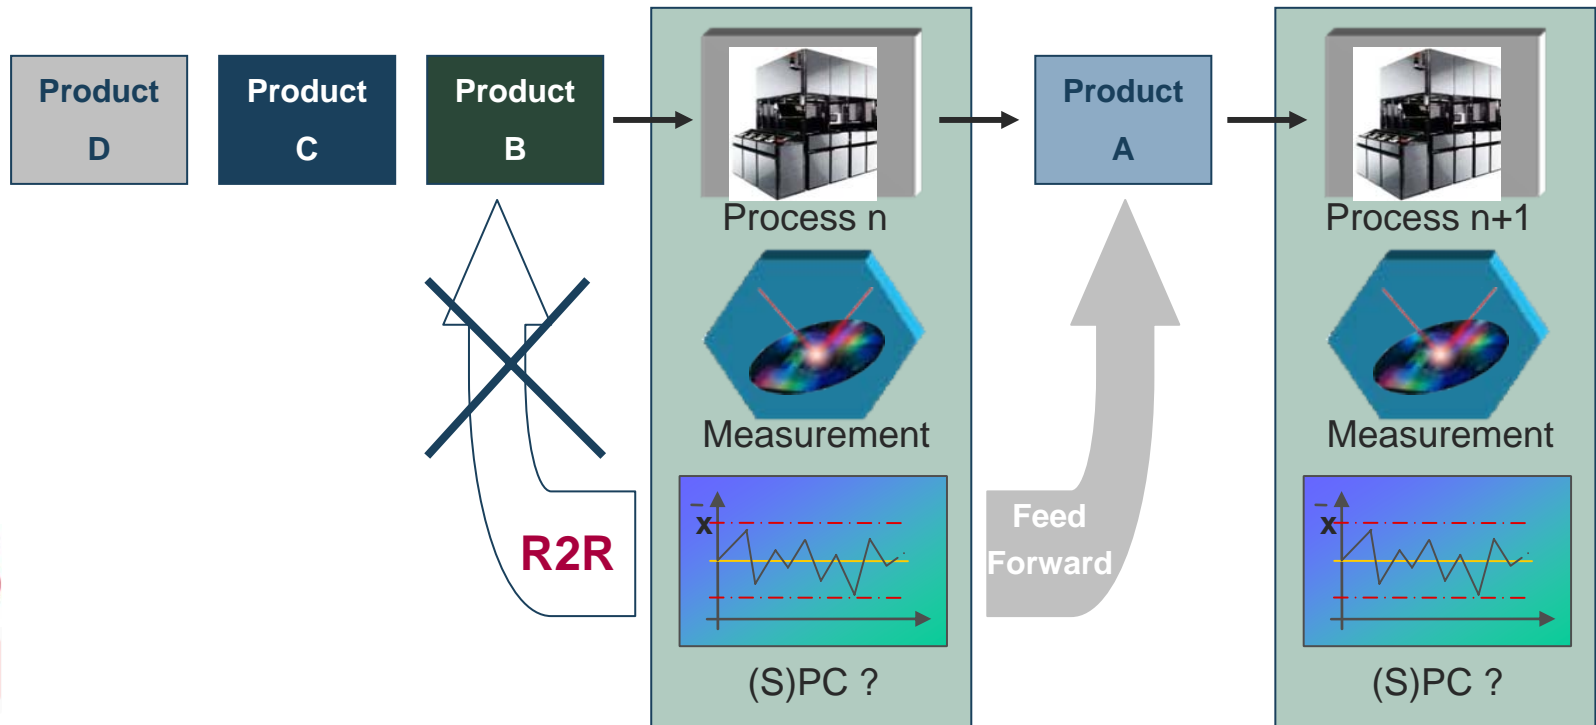 Product
D
Product
C
Product
B
Process n
Measurement
x̄
(S)PC ?
R2R
Product
A
Feed
Forward
Process n+1
Measurement
x̄
(S)PC ?